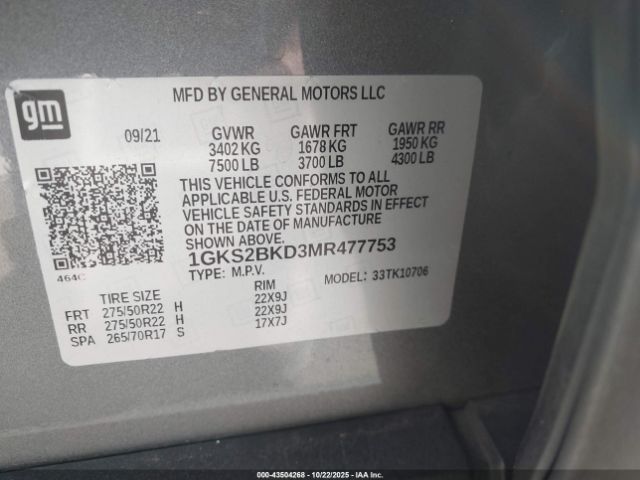 gm
MFD BY GENERAL MOTORS LLC
09/21 GVWR GAWR FRT GAWR RR
3402 KG 1678 KG 1950 KG
7500 LB 3700 LB 4300 LB
THIS VEHICLE CONFORMS TO ALL
APPLICABLE U.S. FEDERAL MOTOR
VEHICLE SAFETY STANDARDS IN EFFECT
ON THE DATE OF MANUFACTURE
SHOWN ABOVE.
1GKS2BKD3MR477753
464C
TYPE: M.P.V. MODEL: 33TK10706
TIRE SIZE RIM
FRT 275/50R22 H 22X9J
RR 275/50R22 H 22X9J
SPA 265/70R17 S 17X7J
000-43504268 - 10/22/2025 - IAA Inc.